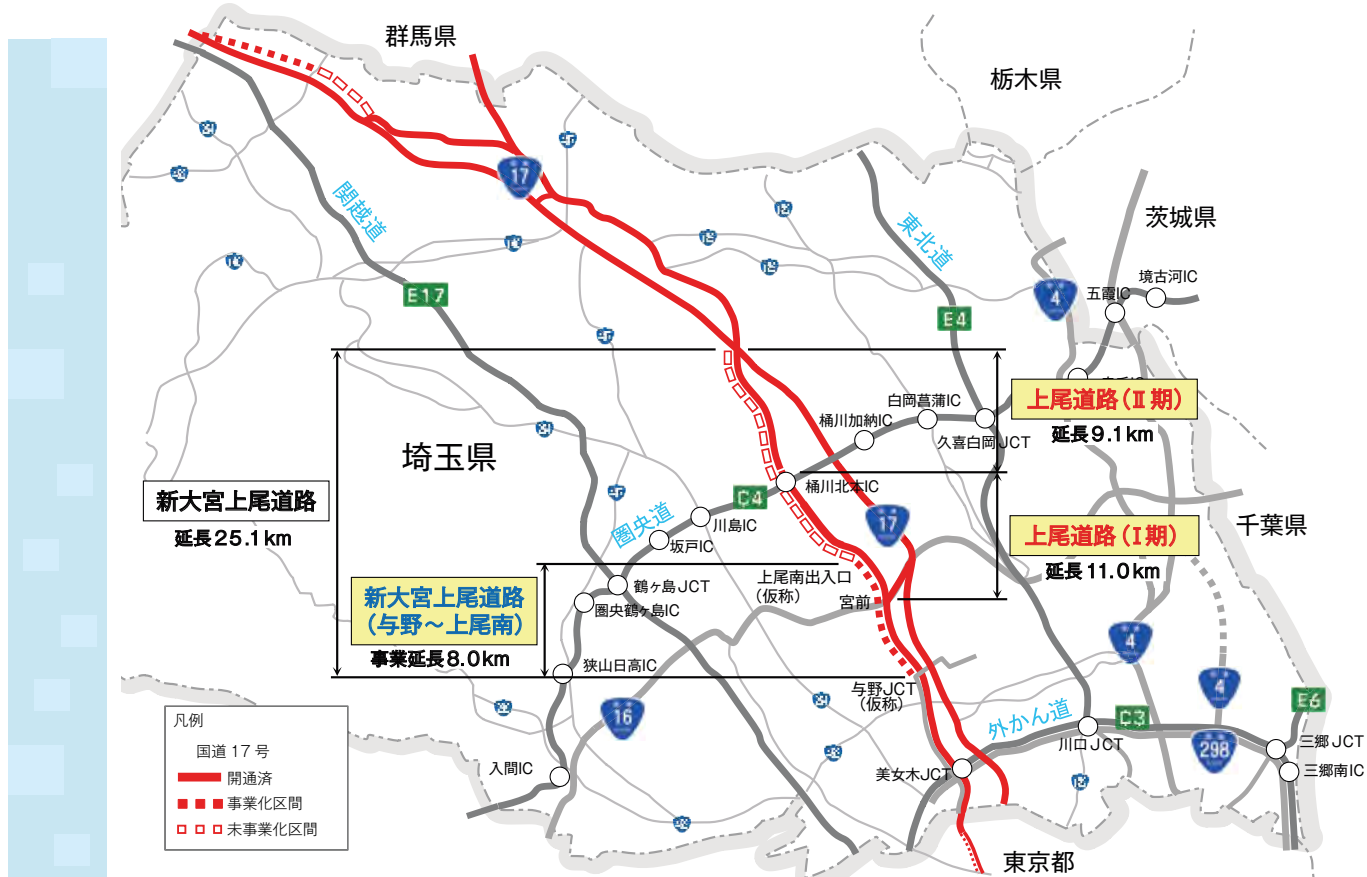 群馬県
栃木県
茨城県
千葉県
東京都
埼玉県
関越道
東北道
圏央道
外かん道
17
E17
E4
4
境古河IC
五霞IC
白岡菖蒲IC
桶川加納IC
久喜白岡JCT
桶川北本IC
C4
川島IC
坂戸IC
鶴ヶ島JCT
圏央鶴ヶ島IC
狭山日高IC
入間IC
17
上尾道路(Ⅱ期)
延長9.1km
上尾道路(Ⅰ期)
延長11.0km
新大宮上尾道路
延長25.1km
新大宮上尾道路
(与野~上尾南)
事業延長8.0km
上尾南出入口
(仮称)
宮前
与野JCT
(仮称)
16
4
4
E6
C3
298
川口JCT
三郷JCT
三郷南IC
美女木JCT
凡例
国道17号
開通済
事業化区間
未事業化区間